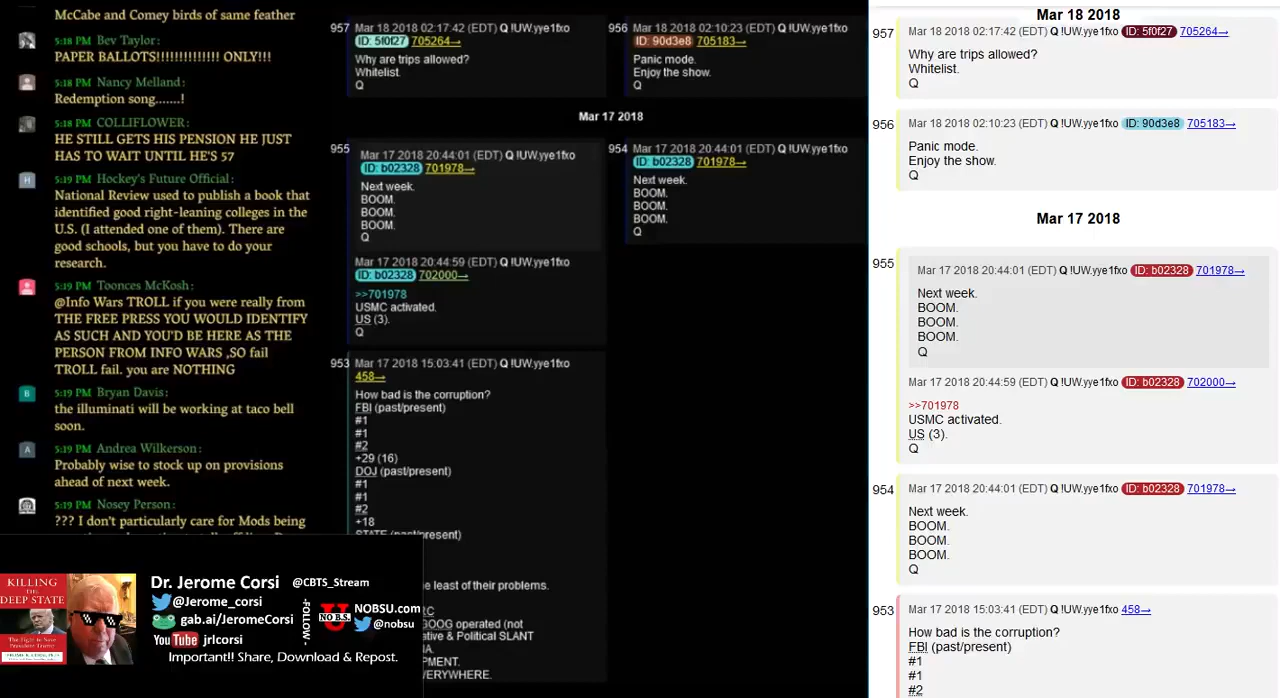 McCabe and Comey birds of same feather
5:18 PM Bev Taylor:
PAPER BALLOTS!!!!!!!!!!!!! ONLY!!!
5:18 PM Nancy Melland:
Redemption song.......!
5:18 PM COLLIFLOWER:
HE STILL GETS HIS PENSION HE JUST
HAS TO WAIT UNTIL HE'S 57
H
5:19 PM Hockey's Future Official:
National Review used to publish a book that
identified good right-leaning colleges in the
U.S. (I attended one of them). There are
good schools, but you have to do your
research.
5:19 PM Toonces McKosh:
@Info Wars TROLL if you were really from
THE FREE PRESS YOU WOULD IDENTIFY
AS SUCH AND YOU'D BE HERE AS THE
PERSON FROM INFO WARS ,SO fail
TROLL fail. you are NOTHING
B
5:19 PM Bryan Davis:
the illuminati will be working at taco bell
soon.
A
5:19 PM Andrea Wilkerson:
Probably wise to stock up on provisions
ahead of next week.
5:19 PM Nosey Person:
??? I don't particularly care for Mods being
957 Mar 18 2018 02:17:42 (EDT) Q !UW.yye1fxo
ID: 5f0f27 705264→
Why are trips allowed?
Whitelist.
Q
956 Mar 18 2018 02:10:23 (EDT) Q !UW.yye1fxo
ID: 90d3e8 705183→
Panic mode.
Enjoy the show.
Q
Mar 17 2018
955
Mar 17 2018 20:44:01 (EDT) Q !UW.yye1fxo
ID: b02328 701978→
Next week.
BOOM.
BOOM.
BOOM.
Q
Mar 17 2018 20:44:59 (EDT) Q !UW.yye1fxo
ID: b02328 702000→
>>701978
USMC activated.
US (3).
Q
954 Mar 17 2018 20:44:01 (EDT) Q !UW.yye1fxo
ID: b02328 701978→
Next week.
BOOM.
BOOM.
BOOM.
Q
953 Mar 17 2018 15:03:41 (EDT) Q !UW.yye1fxo
458→
How bad is the corruption?
FBI (past/present)
#1
#1
#2
+29 (16)
DOJ (past/present)
#1
#1
#2
+18
STATE (past/present)
e least of their problems.
RC
GOOG operated (not
ative & Political SLANT
A.
PMENT.
VERYWHERE.
KILLING
THE
DEEP STATE
The Fight to Save
President Trump
Dr. Jerome Corsi @CBTS_Stream
@Jerome_corsi
gab.ai/JeromeCorsi
YouTube jrlcorsi
-FOLLOW-
U
NO B.S.
NOBSU.com
@nobsu
Important!! Share, Download & Repost.
Mar 18 2018
957 Mar 18 2018 02:17:42 (EDT) Q !UW.yye1fxo ID: 5f0f27 705264→
Why are trips allowed?
Whitelist.
Q
956 Mar 18 2018 02:10:23 (EDT) Q !UW.yye1fxo ID: 90d3e8 705183→
Panic mode.
Enjoy the show.
Q
Mar 17 2018
955 Mar 17 2018 20:44:01 (EDT) Q !UW.yye1fxo ID: b02328 701978→
Next week.
BOOM.
BOOM.
BOOM.
Q
Mar 17 2018 20:44:59 (EDT) Q !UW.yye1fxo ID: b02328 702000→
>>701978
USMC activated.
US (3).
Q
954 Mar 17 2018 20:44:01 (EDT) Q !UW.yye1fxo ID: b02328 701978→
Next week.
BOOM.
BOOM.
BOOM.
Q
953 Mar 17 2018 15:03:41 (EDT) Q !UW.yye1fxo 458→
How bad is the corruption?
FBI (past/present)
#1
#1
#2